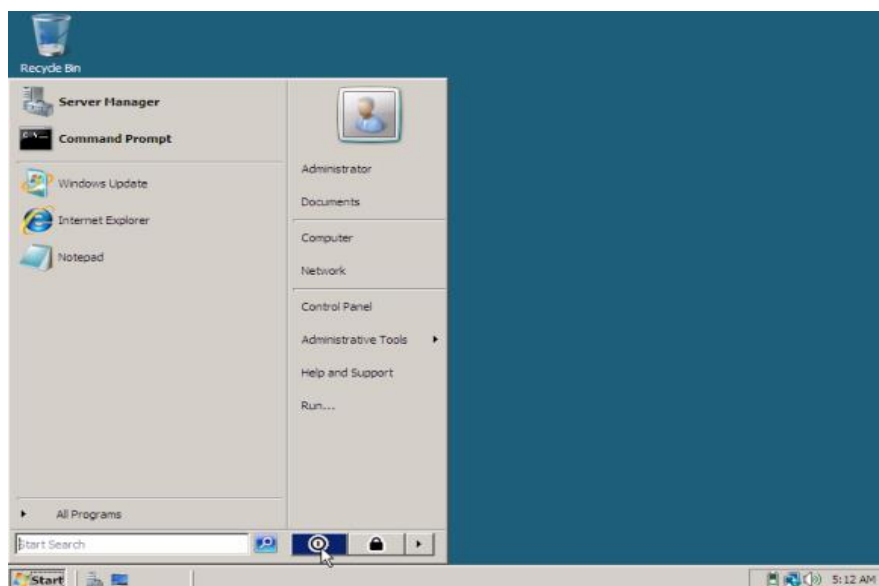 Recycle Bin
Server Manager
Command Prompt
Windows Update
Internet Explorer
Notepad
All Programs
Start Search
Administrator
Documents
Computer
Network
Control Panel
Administrative Tools
Help and Support
Run...
Start
5:12 AM